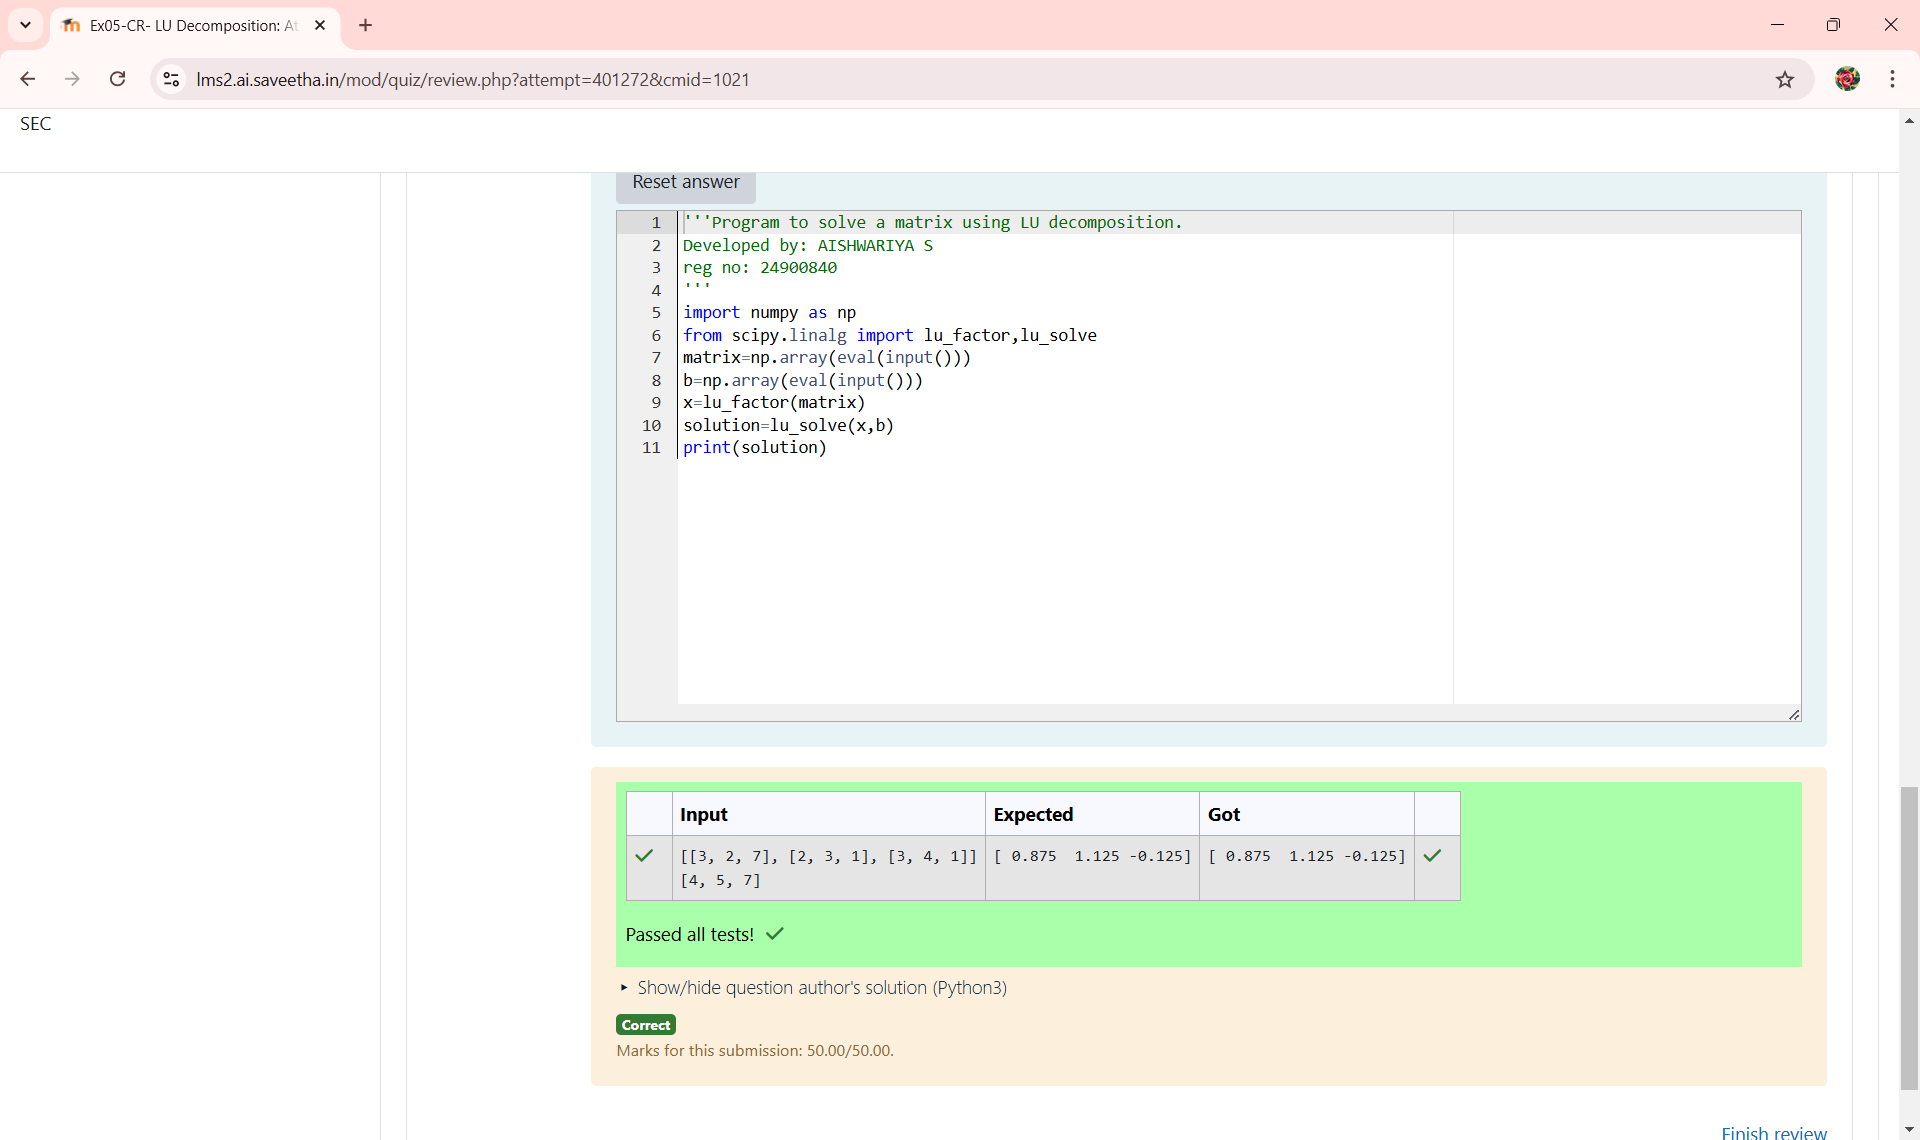 Ex05-CR- LU Decomposition: At
lms2.ai.saveetha.in/mod/quiz/review.php?attempt=401272&cmid=1021
SEC
Reset answer
1 '''Program to solve a matrix using LU decomposition.
2 Developed by: AISHWARIYA S
3 reg no: 24900840
4 '''
5 import numpy as np
6 from scipy.linalg import lu_factor,lu_solve
7 matrix=np.array(eval(input()))
8 b=np.array(eval(input()))
9 x=lu_factor(matrix)
10 solution=lu_solve(x,b)
11 print(solution)
Input Expected Got
[[3, 2, 7], [2, 3, 1], [3, 4, 1]] [ 0.875  1.125 -0.125] [ 0.875  1.125 -0.125]
[4, 5, 7]
Passed all tests!
Show/hide question author's solution (Python3)
Correct
Marks for this submission: 50.00/50.00.
Finish review